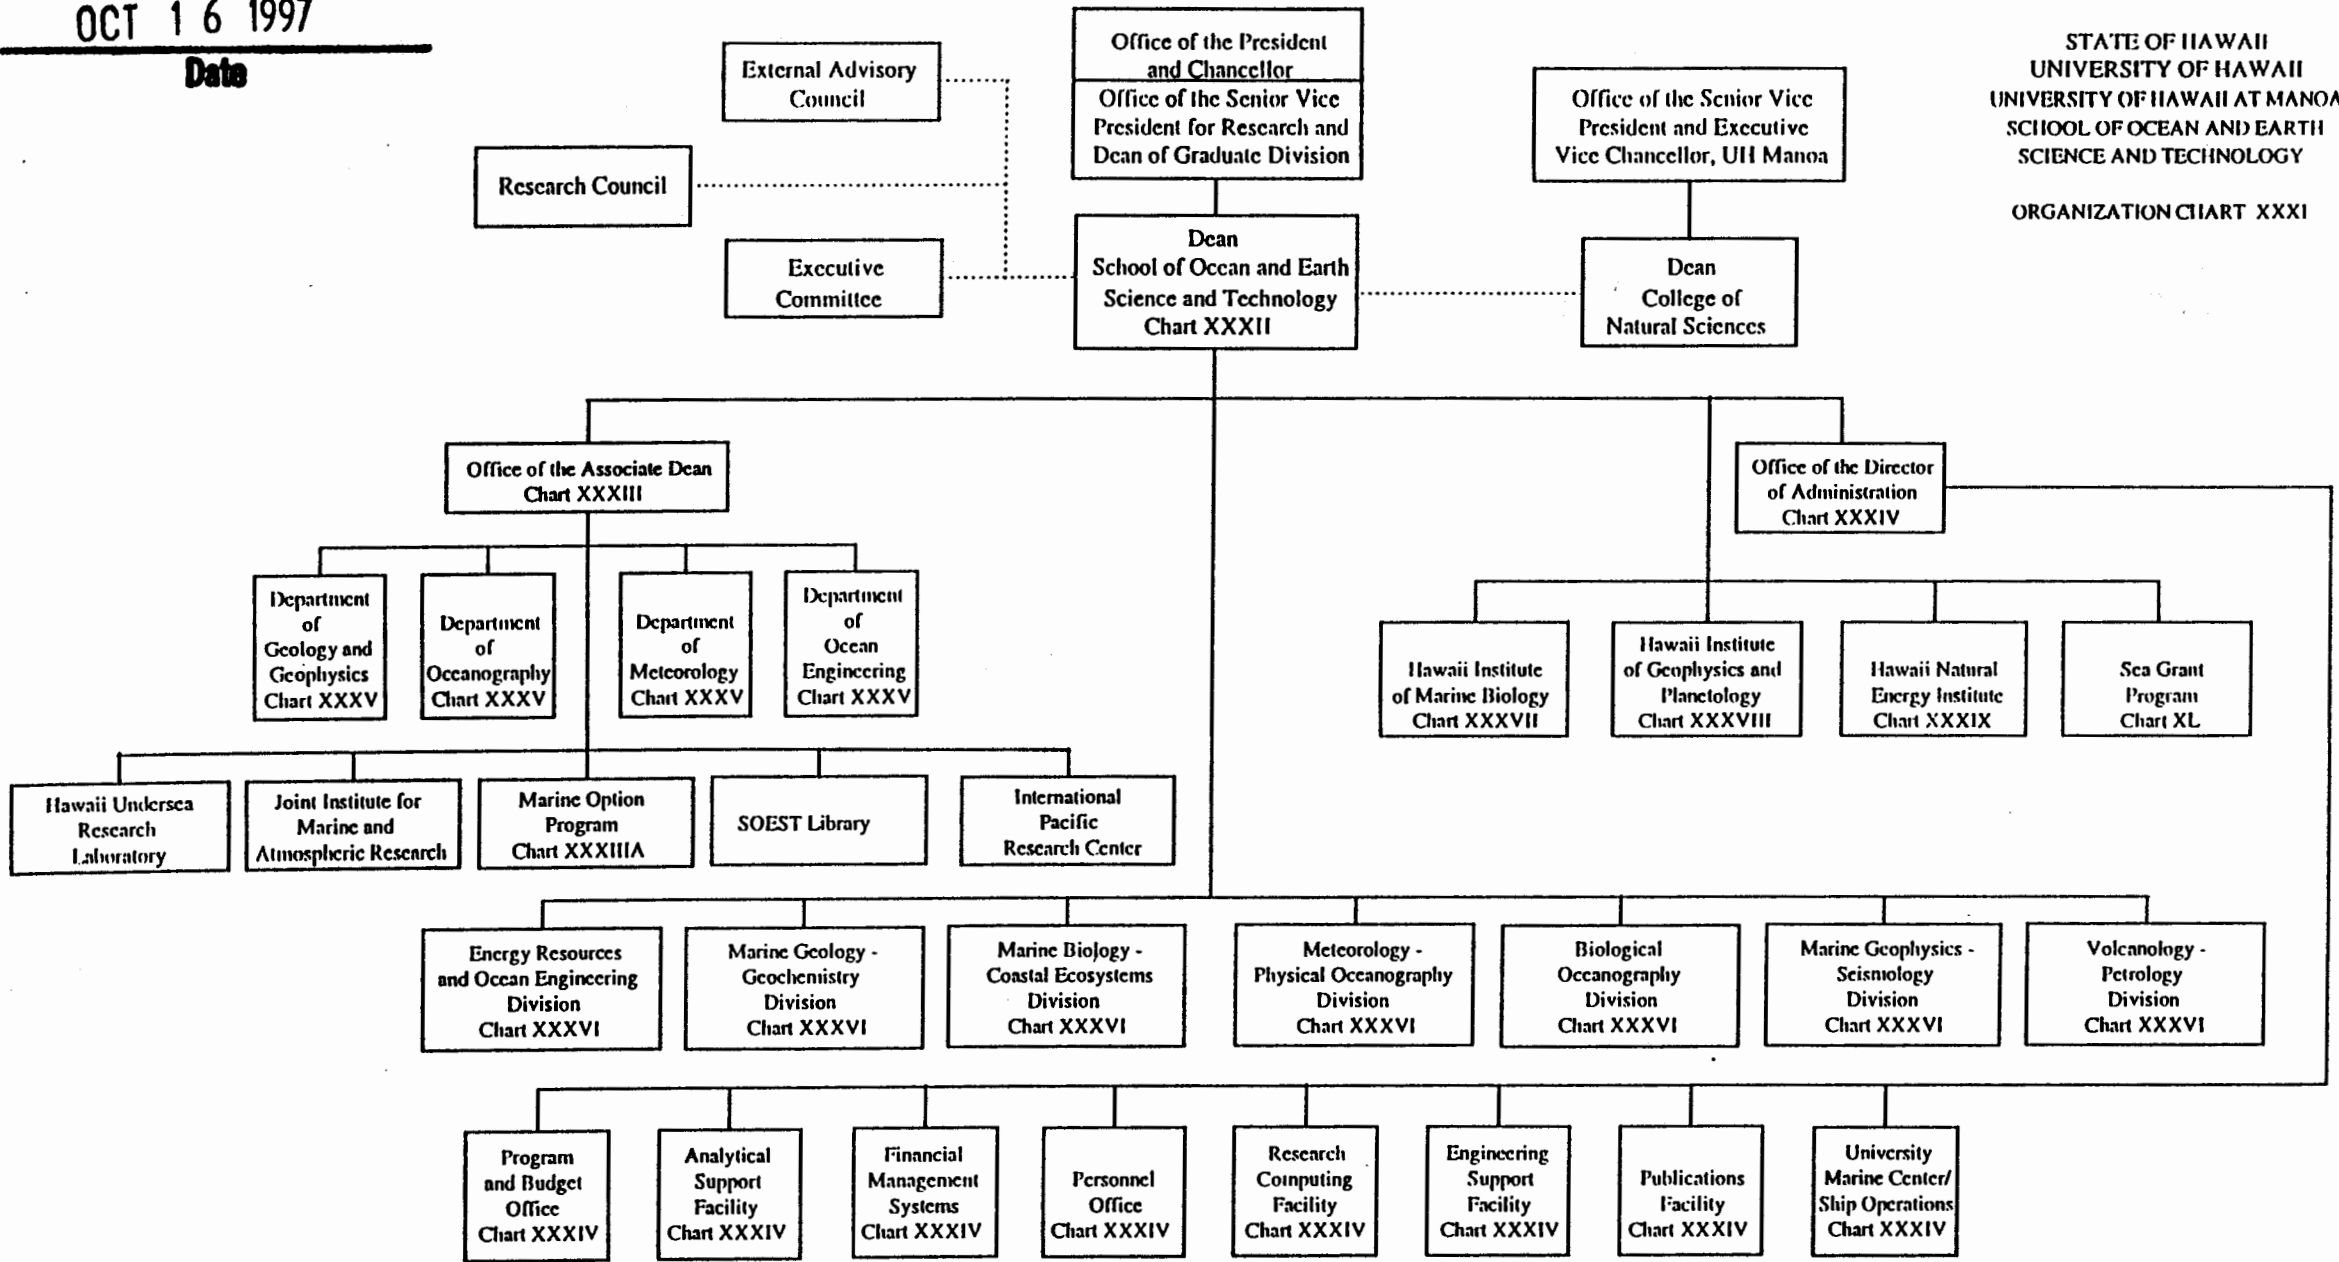 OCT 16 1997
Date
STATE OF HAWAII
UNIVERSITY OF HAWAII
UNIVERSITY OF HAWAII AT MANOA
SCHOOL OF OCEAN AND EARTH
SCIENCE AND TECHNOLOGY
ORGANIZATION CHART XXXI
Office of the President
and Chancellor
Office of the Senior Vice
President for Research and
Dean of Graduate Division
External Advisory
Council
Research Council
Executive
Committee
Office of the Senior Vice
President and Executive
Vice Chancellor, UH Manoa
Dean
School of Ocean and Earth
Science and Technology
Chart XXXII
Dean
College of
Natural Sciences
Office of the Associate Dean
Chart XXXIII
Office of the Director
of Administration
Chart XXXIV
Department
of
Geology and
Geophysics
Chart XXXV
Department
of
Oceanography
Chart XXXV
Department
of
Meteorology
Chart XXXV
Department
of
Ocean
Engineering
Chart XXXV
Hawaii Institute
of Marine Biology
Chart XXXVII
Hawaii Institute
of Geophysics and
Planetology
Chart XXXVIII
Hawaii Natural
Energy Institute
Chart XXXIX
Sea Grant
Program
Chart XL
Hawaii Undersea
Research
Laboratory
Joint Institute for
Marine and
Atmospheric Research
Marine Option
Program
Chart XXXIIIA
SOEST Library
International
Pacific
Research Center
Energy Resources
and Ocean Engineering
Division
Chart XXXVI
Marine Geology -
Geochemistry
Division
Chart XXXVI
Marine Biology -
Coastal Ecosystems
Division
Chart XXXVI
Meteorology -
Physical Oceanography
Division
Chart XXXVI
Biological
Oceanography
Division
Chart XXXVI
Marine Geophysics -
Seismology
Division
Chart XXXVI
Volcanology -
Petrology
Division
Chart XXXVI
Program
and Budget
Office
Chart XXXIV
Analytical
Support
Facility
Chart XXXIV
Financial
Management
Systems
Chart XXXIV
Personnel
Office
Chart XXXIV
Research
Computing
Facility
Chart XXXIV
Engineering
Support
Facility
Chart XXXIV
Publications
Facility
Chart XXXIV
University
Marine Center/
Ship Operations
Chart XXXIV